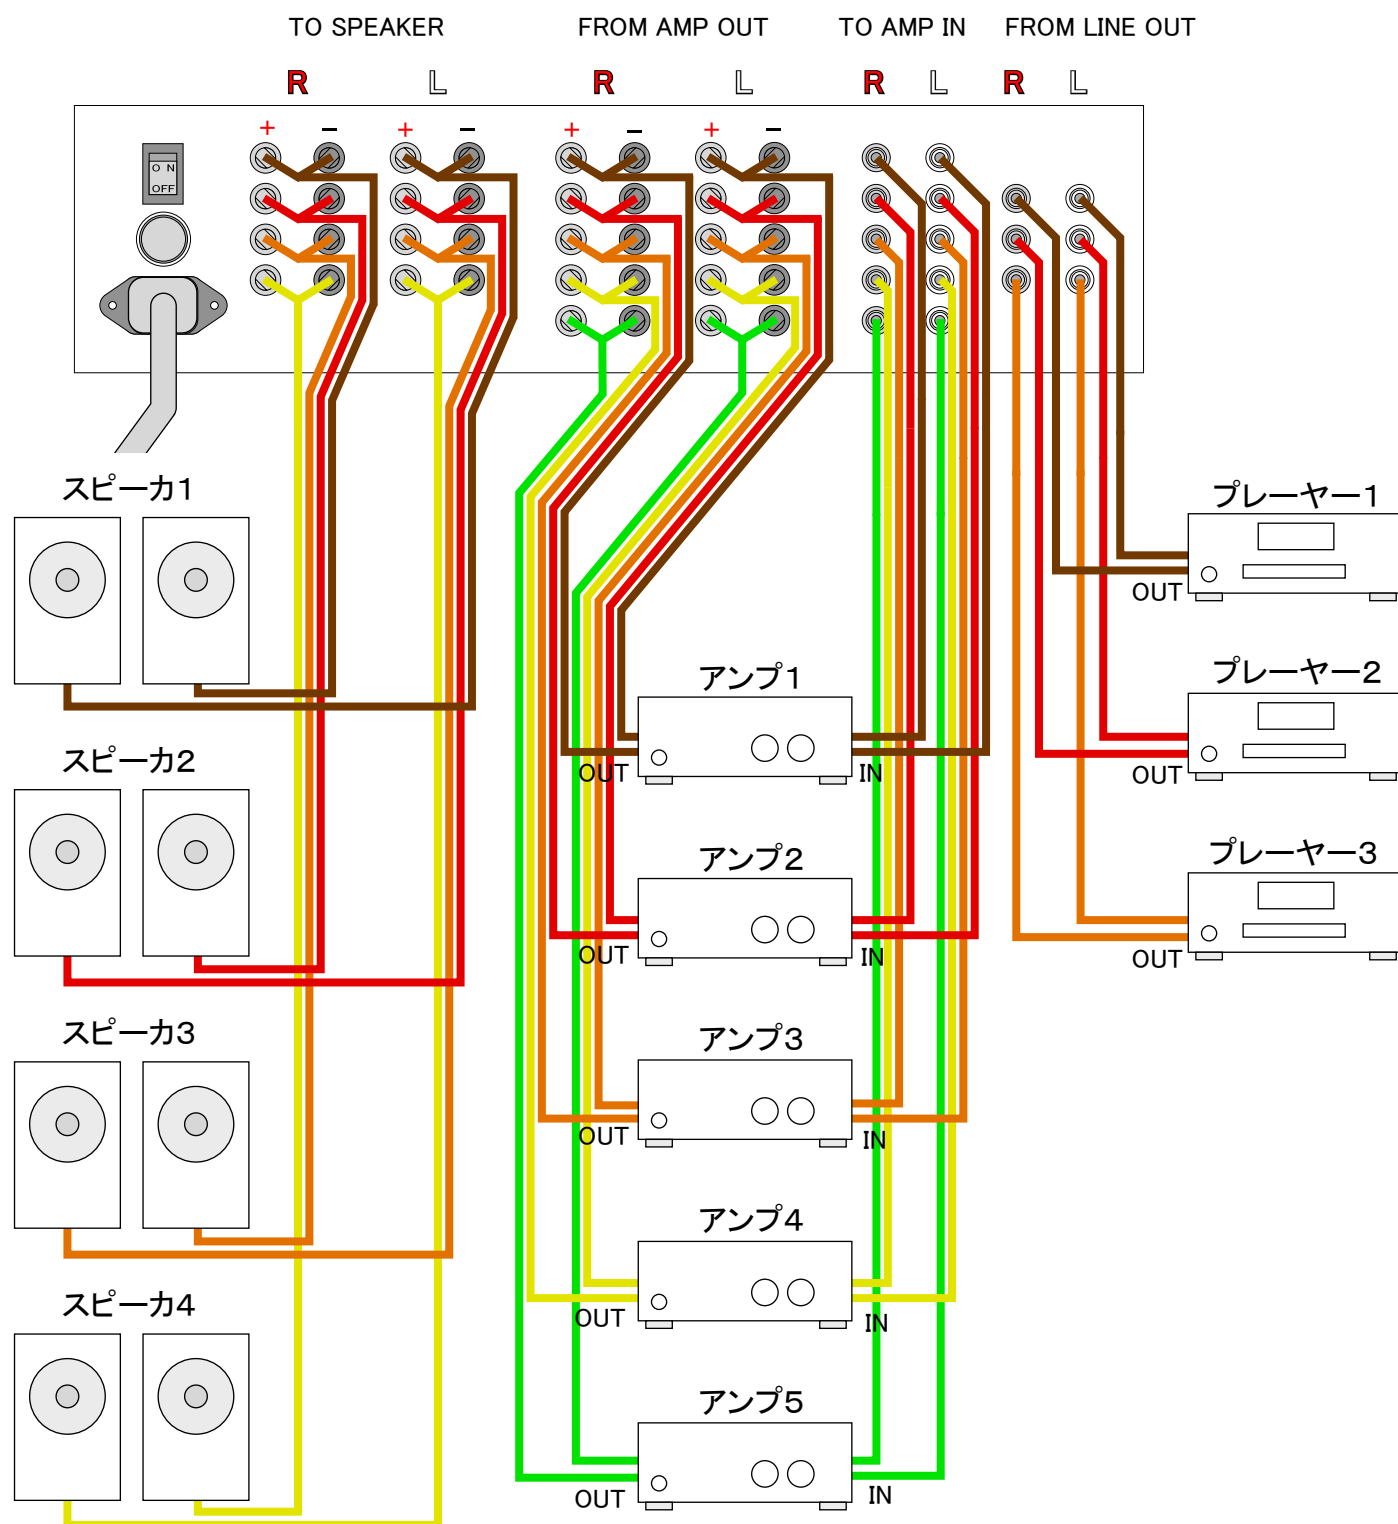 TO SPEAKER FROM AMP OUT TO AMP IN FROM LINE OUT
R L R L R L R L
+ − + − + − + −
ON
OFF
スピーカ1
プレーヤー1
OUT
アンプ1
プレーヤー2
スピーカ2
OUT IN OUT
アンプ2
プレーヤー3
OUT IN OUT
スピーカ3
アンプ3
OUT IN
アンプ4
スピーカ4
OUT IN
アンプ5
OUT IN